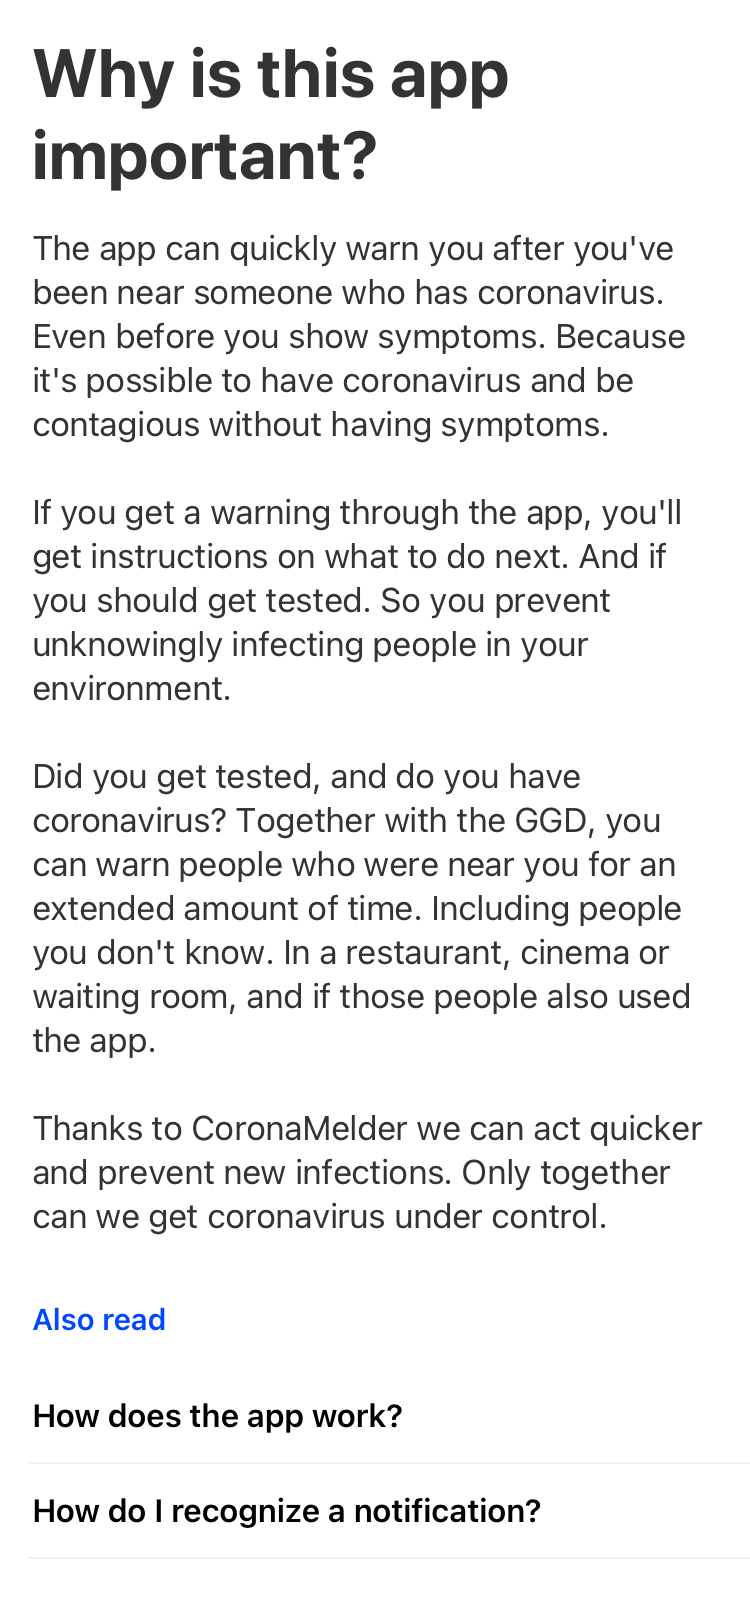 Why is this app
important?
The app can quickly warn you after you've
been near someone who has coronavirus.
Even before you show symptoms. Because
it's possible to have coronavirus and be
contagious without having symptoms.
If you get a warning through the app, you'll
get instructions on what to do next. And if
you should get tested. So you prevent
unknowingly infecting people in your
environment.
Did you get tested, and do you have
coronavirus? Together with the GGD, you
can warn people who were near you for an
extended amount of time. Including people
you don't know. In a restaurant, cinema or
waiting room, and if those people also used
the app.
Thanks to CoronaMelder we can act quicker
and prevent new infections. Only together
can we get coronavirus under control.
Also read
How does the app work?
How do I recognize a notification?